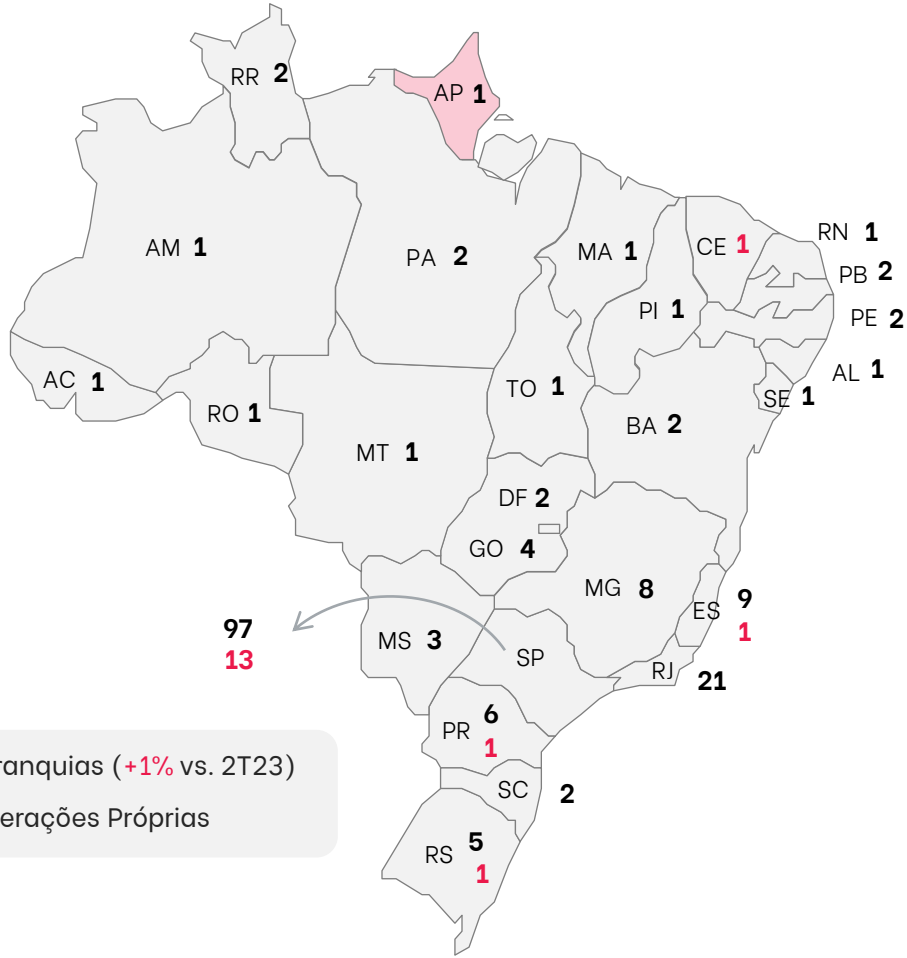 RR 2
AP 1
AM 1
PA 2
MA 1
CE 1
RN 1
PB 2
PI 1
PE 2
AC 1
RO 1
TO 1
AL 1
SE 1
MT 1
BA 2
DF 2
GO 4
MG 8
ES 9
1
97
13
MS 3
SP
RJ 21
PR 6
1
ranquias (+1% vs. 2T23)
SC 2
erações Próprias
RS 5
1